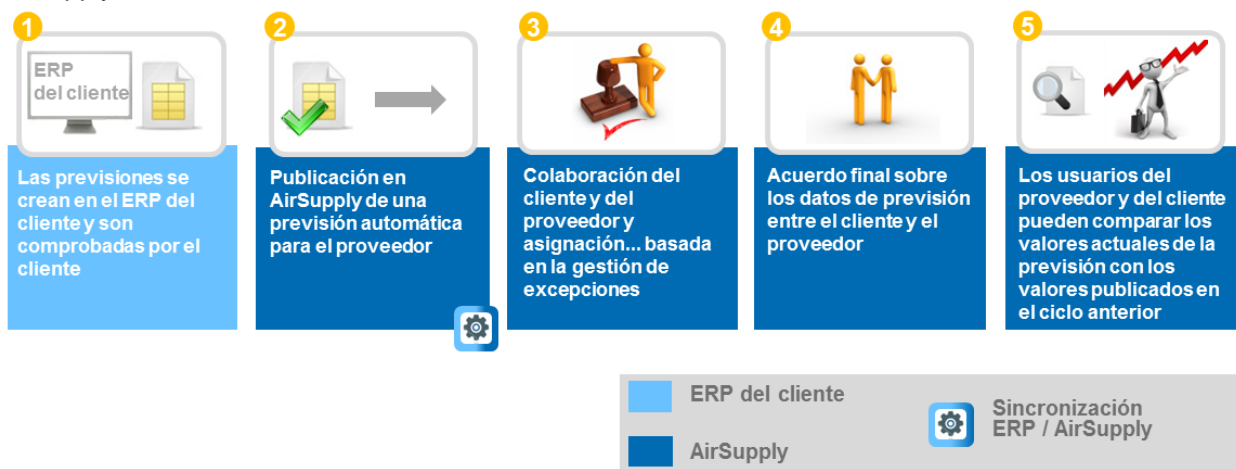 1
2
3
4
5
ERP
del cliente
Las previsiones se
crean en el ERP del
cliente y son
comprobadas por el
cliente
Publicación en
AirSupply de una
previsión automática
para el proveedor
Colaboración del
cliente y del
proveedor y
asignación... basada
en la gestión de
excepciones
Acuerdo final sobre
los datos de previsión
entre el cliente y el
proveedor
Los usuarios del
proveedor y del cliente
pueden comparar los
valores actuales de la
previsión con los
valores publicados en
el ciclo anterior
ERP del cliente
AirSupply
Sincronización
ERP / AirSupply